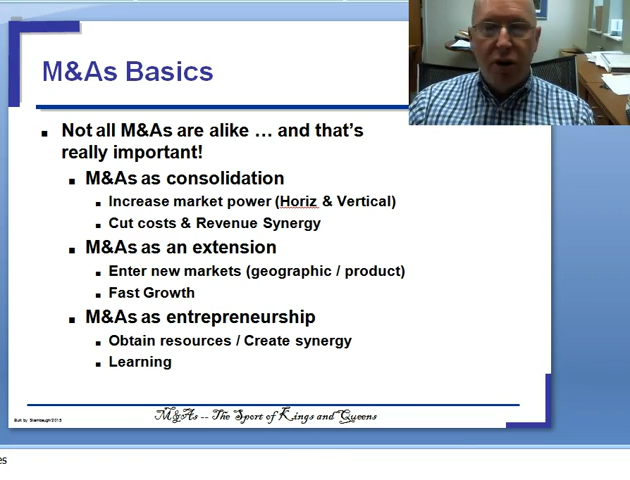 M&As Basics
Not all M&As are alike … and that's
really important!
M&As as consolidation
Increase market power (Horiz & Vertical)
Cut costs & Revenue Synergy
M&As as an extension
Enter new markets (geographic / product)
Fast Growth
M&As as entrepreneurship
Obtain resources / Create synergy
Learning
M&As -- The Sport of Kings and Queens